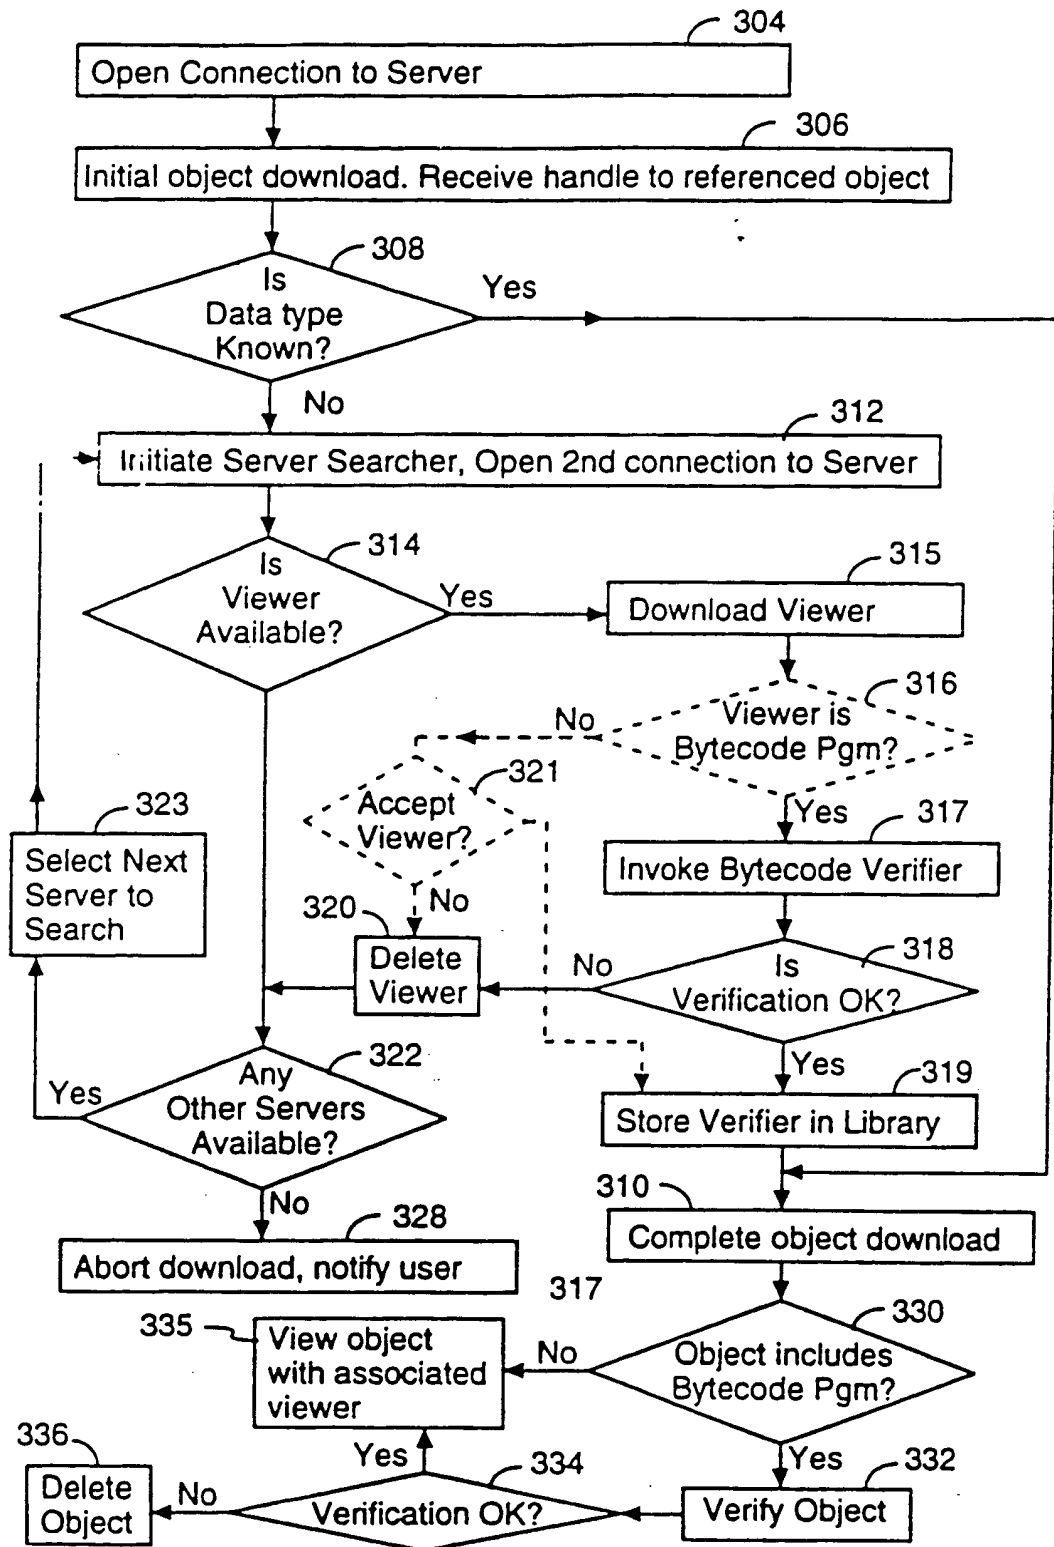 304
Open Connection to Server
306
Initial object download. Receive handle to referenced object
308
Is
Data type
Known?
Yes
No
312
Initiate Server Searcher, Open 2nd connection to Server
314
Is
Viewer
Available?
Yes
315
Download Viewer
316
Viewer is
Bytecode Pgm?
No
321
Accept
Viewer?
Yes
317
Invoke Bytecode Verifier
323
Select Next
Server to
Search
No
320
Delete
Viewer
No
318
Is
Verification OK?
Yes
322
Any
Other Servers
Available?
Yes
319
Store Verifier in Library
No
310
Complete object download
328
Abort download, notify user
317
330
Object includes
Bytecode Pgm?
No
335
View object
with associated
viewer
Yes
332
Verify Object
334
Verification OK?
Yes
No
336
Delete
Object